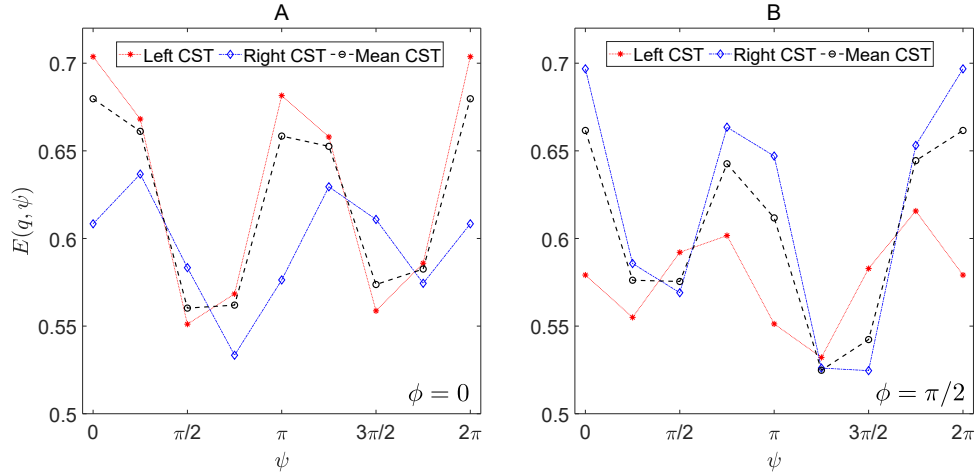 A
Left CST Right CST Mean CST
0.7
0.65
0.6
0.55
0.5
E(q, ψ)
ϕ = 0
0 π/2 π 3π/2 2π
ψ
B
Left CST Right CST Mean CST
0.7
0.65
0.6
0.55
0.5
ϕ = π/2
0 π/2 π 3π/2 2π
ψ